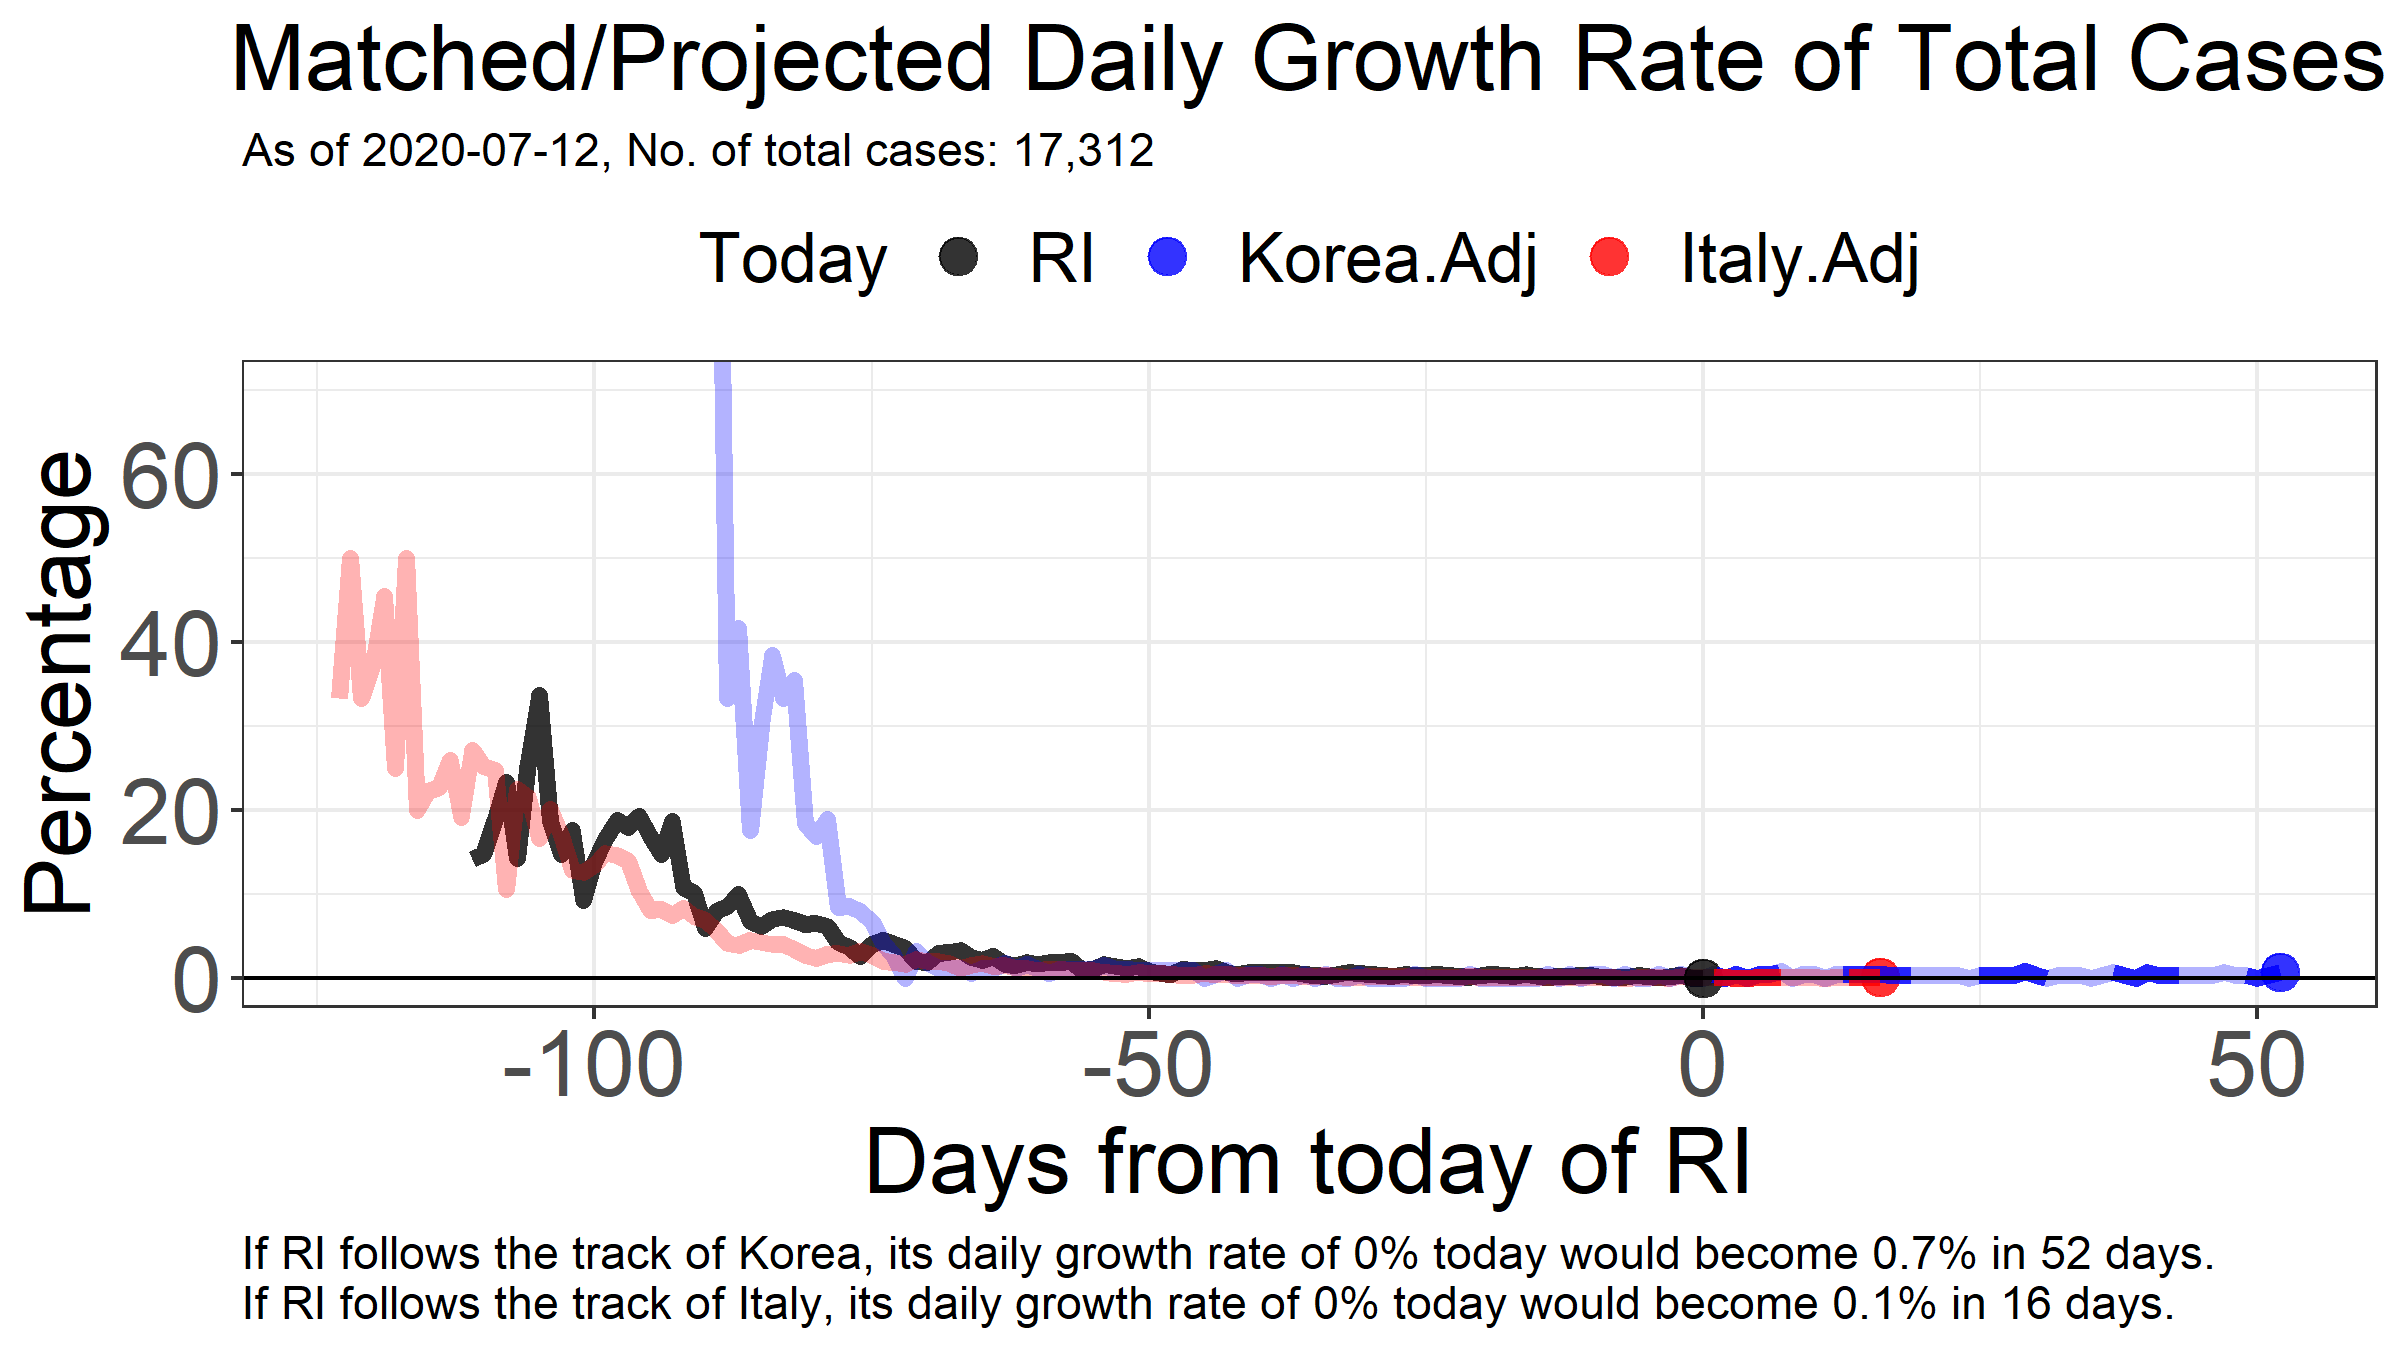 Matched/Projected Daily Growth Rate of Total Cases
As of 2020-07-12, No. of total cases: 17,312
Today RI Korea.Adj Italy.Adj
Percentage
60
40
20
0
-100 -50 0 50
Days from today of RI
If RI follows the track of Korea, its daily growth rate of 0% today would become 0.7% in 52 days.
If RI follows the track of Italy, its daily growth rate of 0% today would become 0.1% in 16 days.